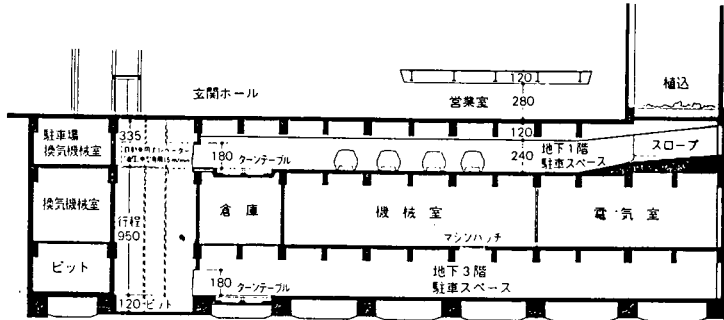 120
玄関ホール
営業室 280
植込
駐車場
換気機械室
335
120
180 ターンテーブル
240
地下1階
駐車スペース
スロープ
換気機械室
行程
950
倉庫
機械室
電気室
マシンハッチ
ピット
180 ターンテーブル
地下3階
駐車スペース
120 ピット